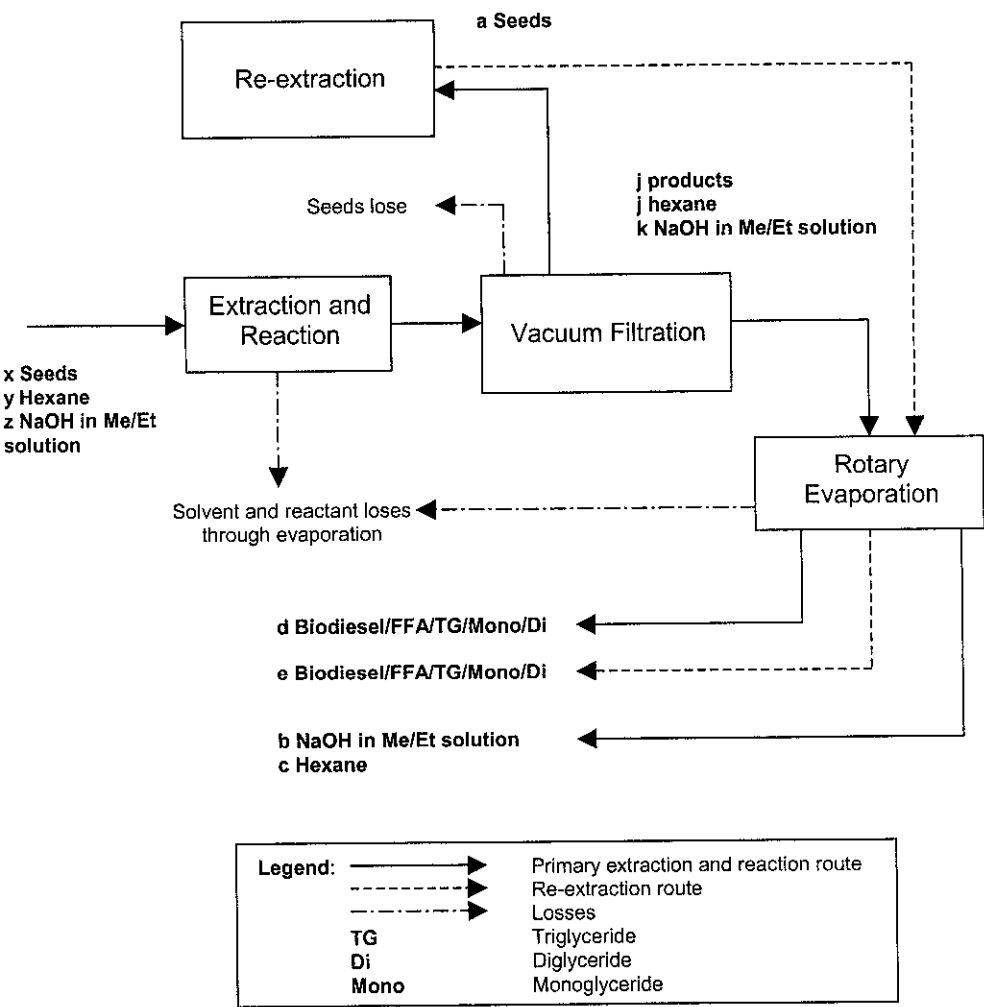 a Seeds
Re-extraction
j products
j hexane
k NaOH in Me/Et solution
Seeds lose
Extraction and
Reaction
Vacuum Filtration
x Seeds
y Hexane
z NaOH in Me/Et
solution
Rotary
Evaporation
Solvent and reactant loses
through evaporation
d Biodiesel/FFA/TG/Mono/Di
e Biodiesel/FFA/TG/Mono/Di
b NaOH in Me/Et solution
c Hexane
Legend: Primary extraction and reaction route
Re-extraction route
Losses
TG Triglyceride
Di Diglyceride
Mono Monoglyceride